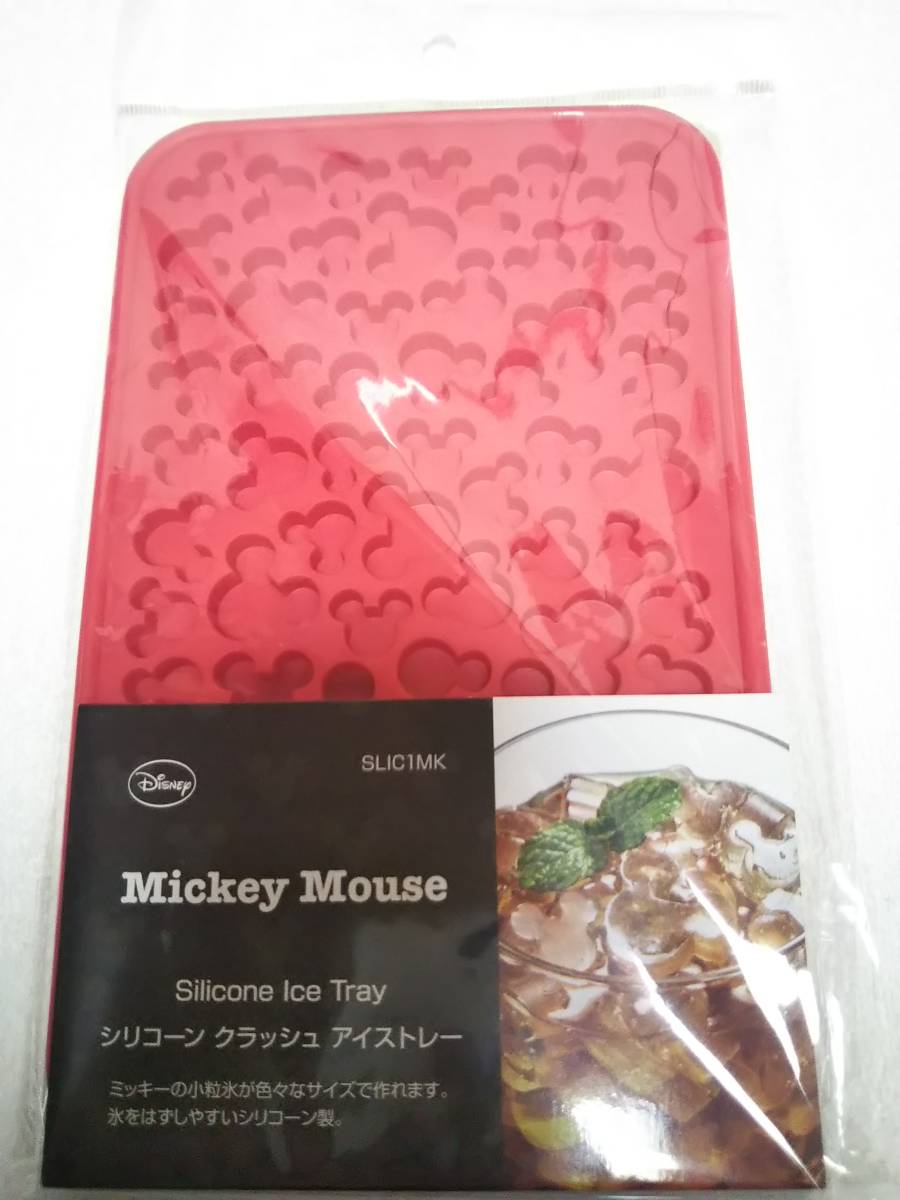 SLIC1MK
Disney
Mickey Mouse
Silicone Ice Tray
シリコーン クラッシュ アイストレー
ミッキーの小粒氷が色々なサイズで作れます。
氷をはずしやすいシリコーン製。